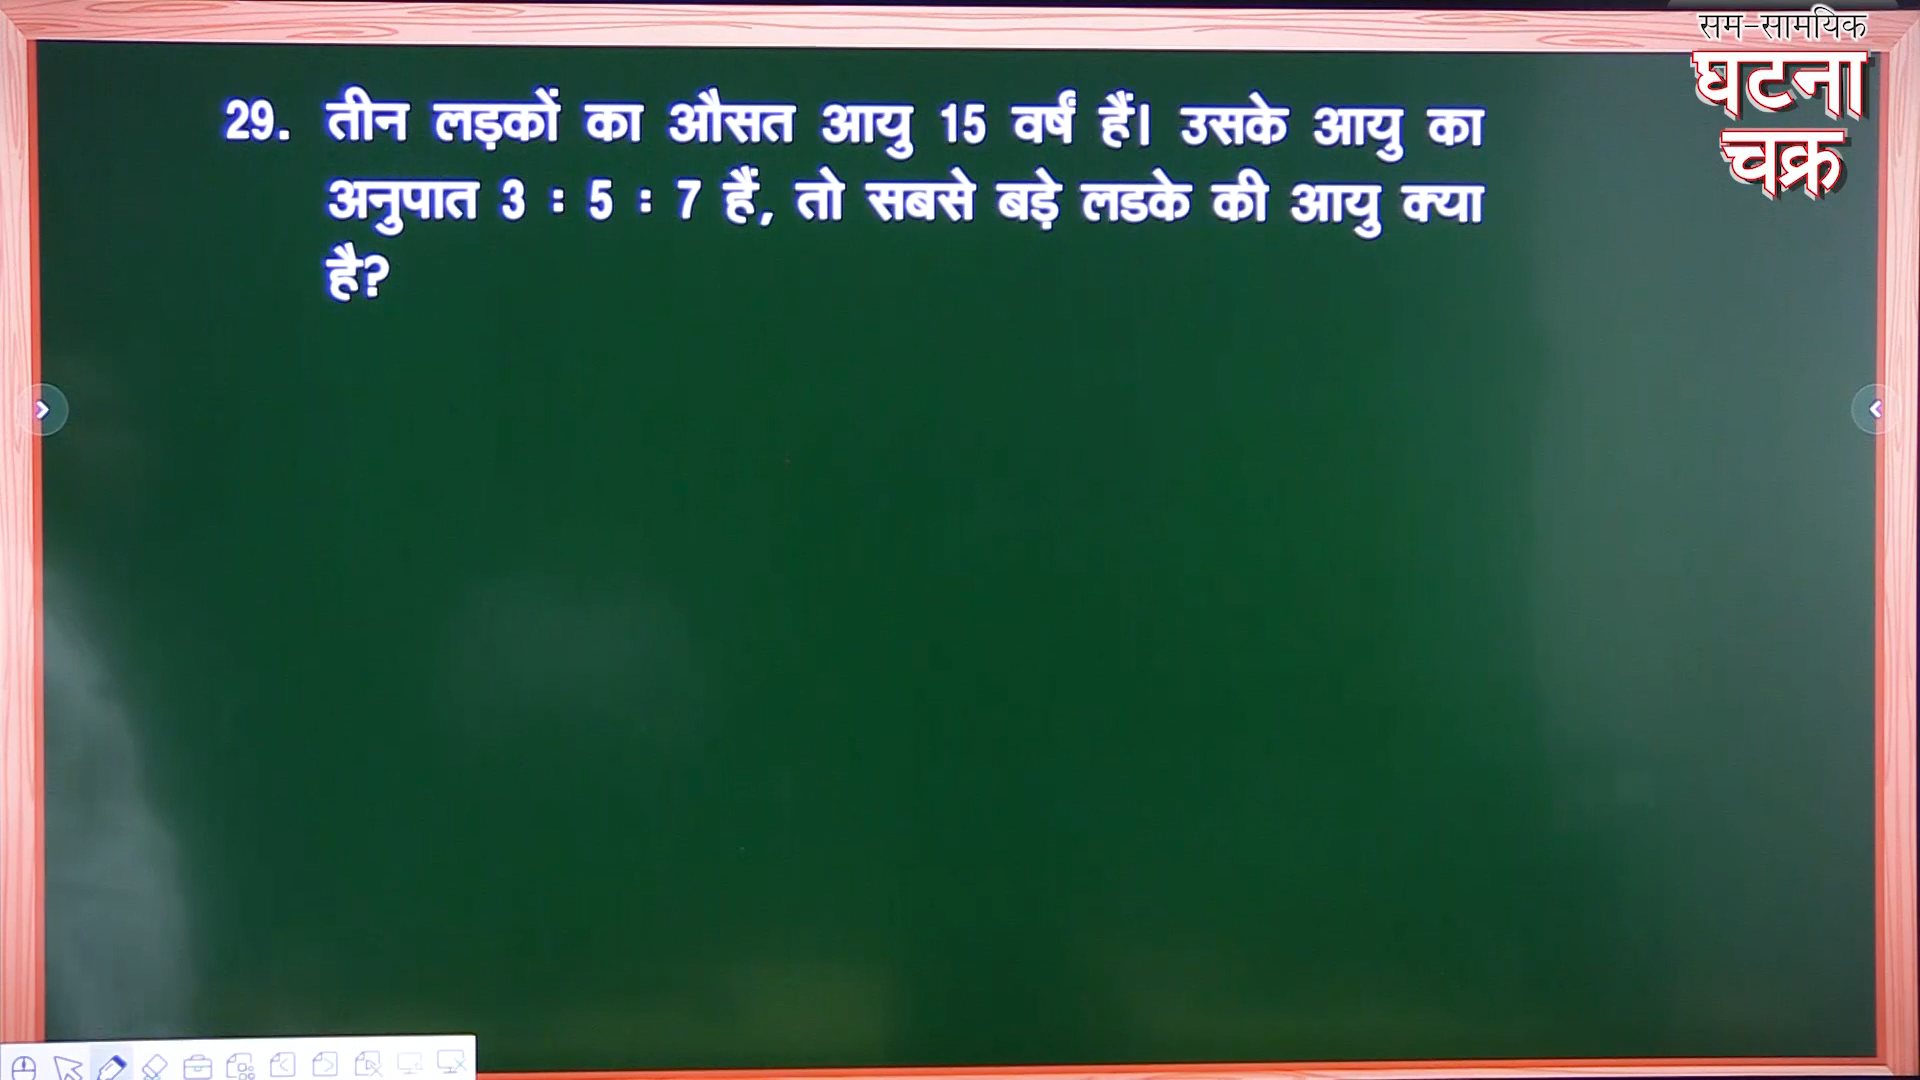 सम-सामयिक
घटना
चक्र
29. तीन लड़कों का औसत आयु 15 वर्षं हैं। उसके आयु का
अनुपात 3 : 5 : 7 हैं, तो सबसे बड़े लडके की आयु क्या
है?